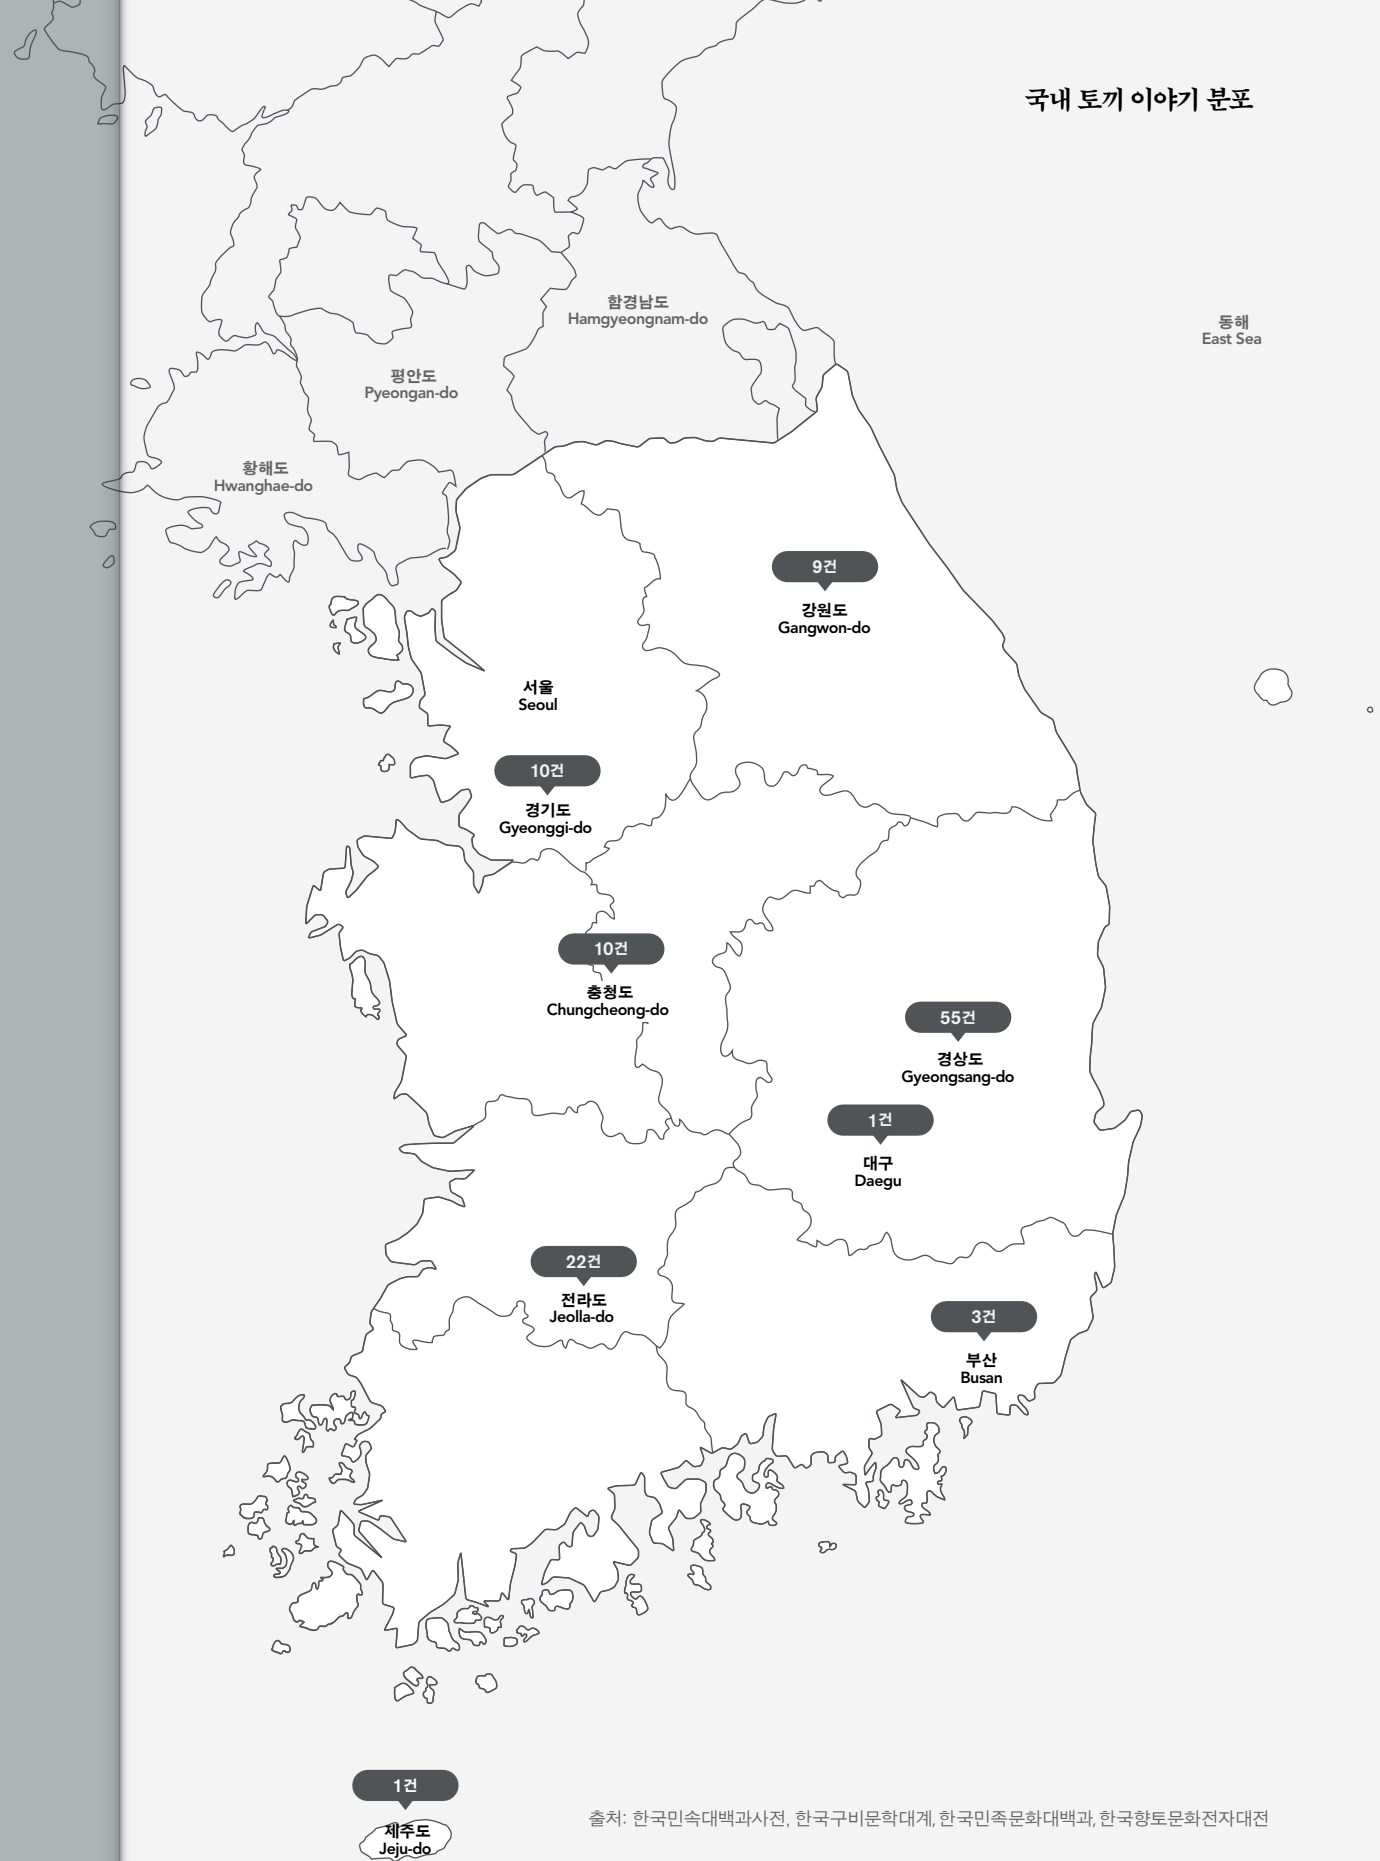 국내 토끼 이야기 분포
함경남도
Hamgyeongnam-do
동해
East Sea
평안도
Pyeongan-do
황해도
Hwanghae-do
9건
강원도
Gangwon-do
서울
Seoul
10건
경기도
Gyeonggi-do
10건
충청도
Chungcheong-do
55건
경상도
Gyeongsang-do
1건
대구
Daegu
22건
전라도
Jeolla-do
3건
부산
Busan
1건
제주도
Jeju-do
출처: 한국민속대백과사전, 한국구비문학대계, 한국민족문화대백과, 한국향토문화전자대전